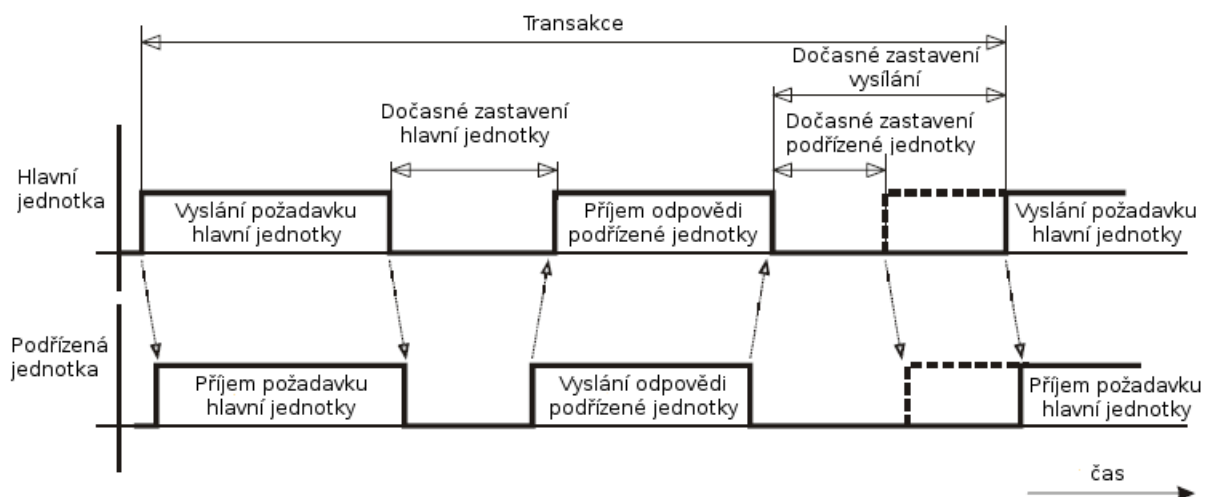 Transakce
Dočasné zastavení
vysílání
Dočasné zastavení
hlavní jednotky
Dočasné zastavení
podřízené jednotky
Hlavní
jednotka
Vyslání požadavku
hlavní jednotky
Příjem odpovědi
podřízené jednotky
Vyslání požadavku
hlavní jednotky
Podřízená
jednotka
Příjem požadavku
hlavní jednotky
Vyslání odpovědi
podřízené jednotky
Příjem požadavku
hlavní jednotky
čas